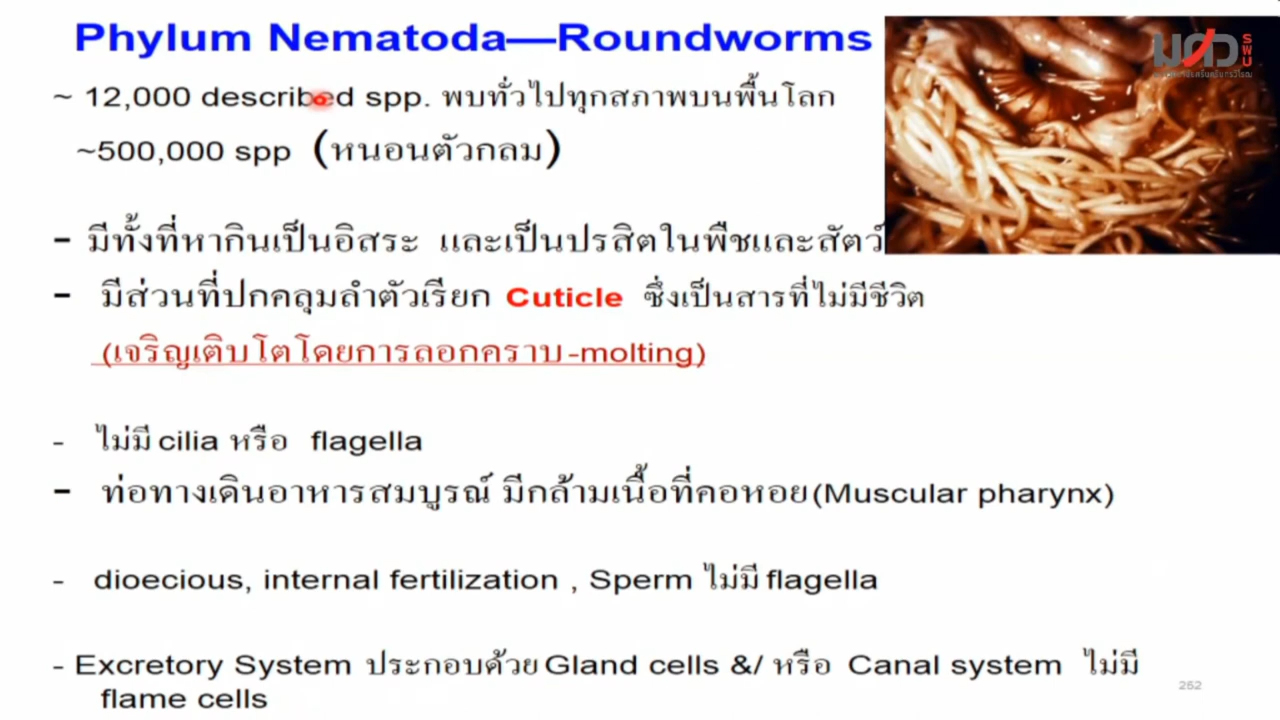 Phylum Nematoda—Roundworms
มศว SWU
~ 12,000 described spp. พบทั่วไปทุกสภาพบนพื้นโลก
~500,000 spp (หนอนตัวกลม)
- มีทั้งที่หากินเป็นอิสระ และเป็นปรสิตในพืชและสัตว์
- มีส่วนที่ปกคลุมลำตัวเรียก Cuticle ซึ่งเป็นสารที่ไม่มีชีวิต
(เจริญเติบโตโดยการลอกคราบ-molting)
- ไม่มี cilia หรือ flagella
- ท่อทางเดินอาหารสมบูรณ์ มีกล้ามเนื้อที่คอหอย(Muscular pharynx)
- dioecious, internal fertilization , Sperm ไม่มี flagella
- Excretory System ประกอบด้วย Gland cells &/ หรือ Canal system ไม่มี
flame cells
252